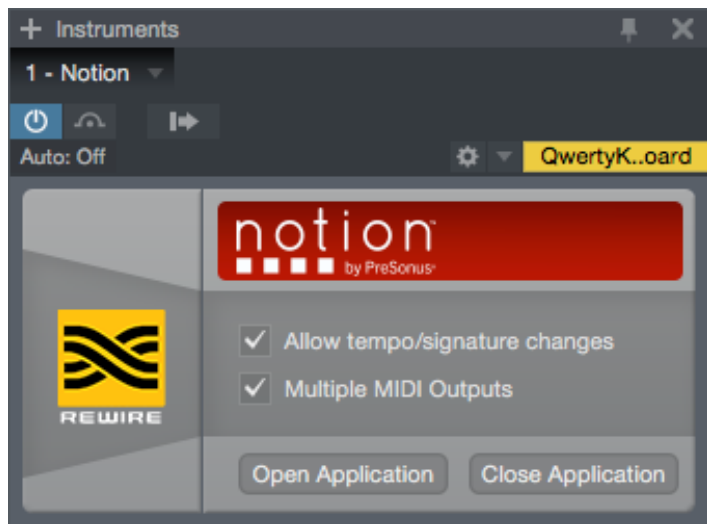 Instruments
1 - Notion
Auto: Off
QwertyK..oard
notion™
by PreSonus®
REWIRE
Allow tempo/signature changes
Multiple MIDI Outputs
Open Application
Close Application